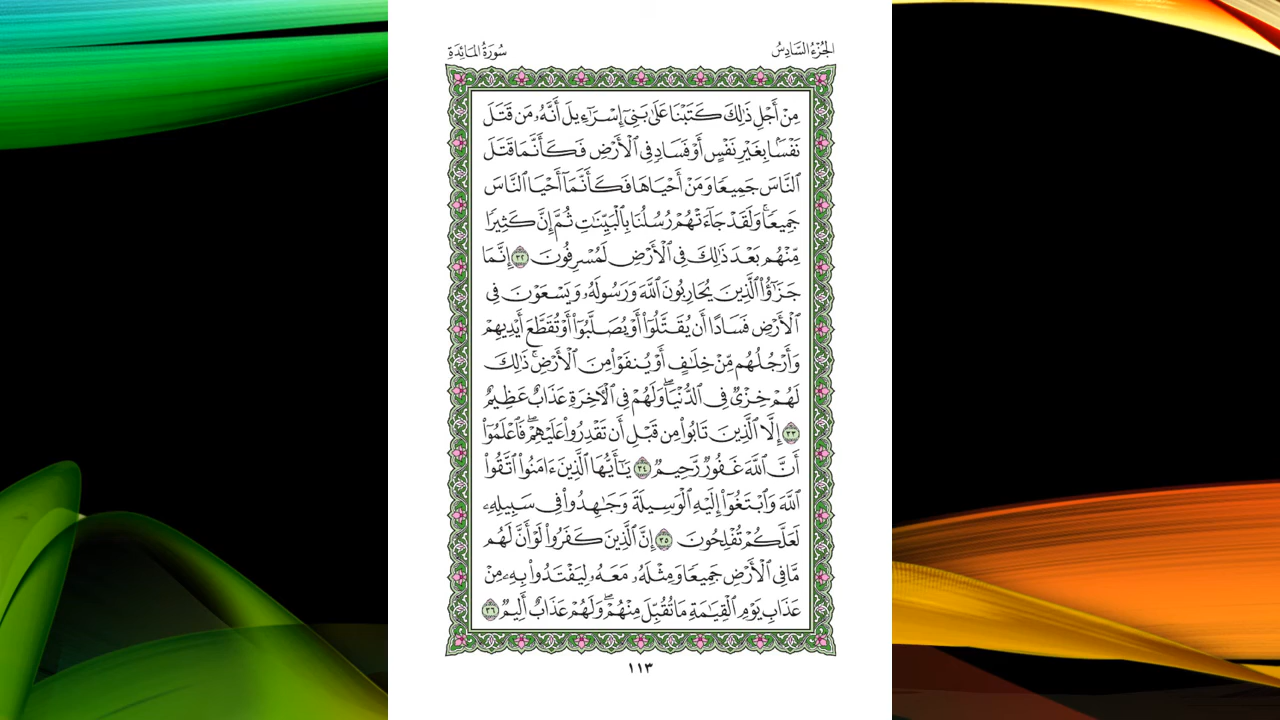 الجُزْءُ السَّادِسُ
سُورَةُ المَائِدَةِ
مِنْ أَجْلِ ذَٰلِكَ كَتَبْنَا عَلَىٰ بَنِىٓ إِسْرَٰٓءِيلَ أَنَّهُۥ مَن قَتَلَ
نَفْسًۢا بِغَيْرِ نَفْسٍ أَوْ فَسَادٍ فِى ٱلْأَرْضِ فَكَأَنَّمَا قَتَلَ
ٱلنَّاسَ جَمِيعًا وَمَنْ أَحْيَاهَا فَكَأَنَّمَآ أَحْيَا ٱلنَّاسَ
جَمِيعًا ۚ وَلَقَدْ جَآءَتْهُمْ رُسُلُنَا بِٱلْبَيِّنَٰتِ ثُمَّ إِنَّ كَثِيرًا
مِّنْهُم بَعْدَ ذَٰلِكَ فِى ٱلْأَرْضِ لَمُسْرِفُونَ ٣٢ إِنَّمَا
جَزَٰٓؤُا۟ ٱلَّذِينَ يُحَارِبُونَ ٱللَّهَ وَرَسُولَهُۥ وَيَسْعَوْنَ فِى
ٱلْأَرْضِ فَسَادًا أَن يُقَتَّلُوٓا۟ أَوْ يُصَلَّبُوٓا۟ أَوْ تُقَطَّعَ أَيْدِيهِمْ
وَأَرْجُلُهُم مِّنْ خِلَٰفٍ أَوْ يُنفَوْا۟ مِنَ ٱلْأَرْضِ ۚ ذَٰلِكَ
لَهُمْ خِزْىٌ فِى ٱلدُّنْيَا ۖ وَلَهُمْ فِى ٱلْءَاخِرَةِ عَذَابٌ عَظِيمٌ
٣٣ إِلَّا ٱلَّذِينَ تَابُوا۟ مِن قَبْلِ أَن تَقْدِرُوا۟ عَلَيْهِمْ ۖ فَٱعْلَمُوٓا۟
أَنَّ ٱللَّهَ غَفُورٌ رَّحِيمٌ ٣٤ يَٰٓأَيُّهَا ٱلَّذِينَ ءَامَنُوا۟ ٱتَّقُوا۟
ٱللَّهَ وَٱبْتَغُوٓا۟ إِلَيْهِ ٱلْوَسِيلَةَ وَجَٰهِدُوا۟ فِى سَبِيلِهِۦ
لَعَلَّكُمْ تُفْلِحُونَ ٣٥ إِنَّ ٱلَّذِينَ كَفَرُوا۟ لَوْ أَنَّ لَهُم
مَّا فِى ٱلْأَرْضِ جَمِيعًا وَمِثْلَهُۥ مَعَهُۥ لِيَفْتَدُوا۟ بِهِۦ مِنْ
عَذَابِ يَوْمِ ٱلْقِيَٰمَةِ مَا تُقُبِّلَ مِنْهُمْ ۖ وَلَهُمْ عَذَابٌ أَلِيمٌ ٣٦
١١٣